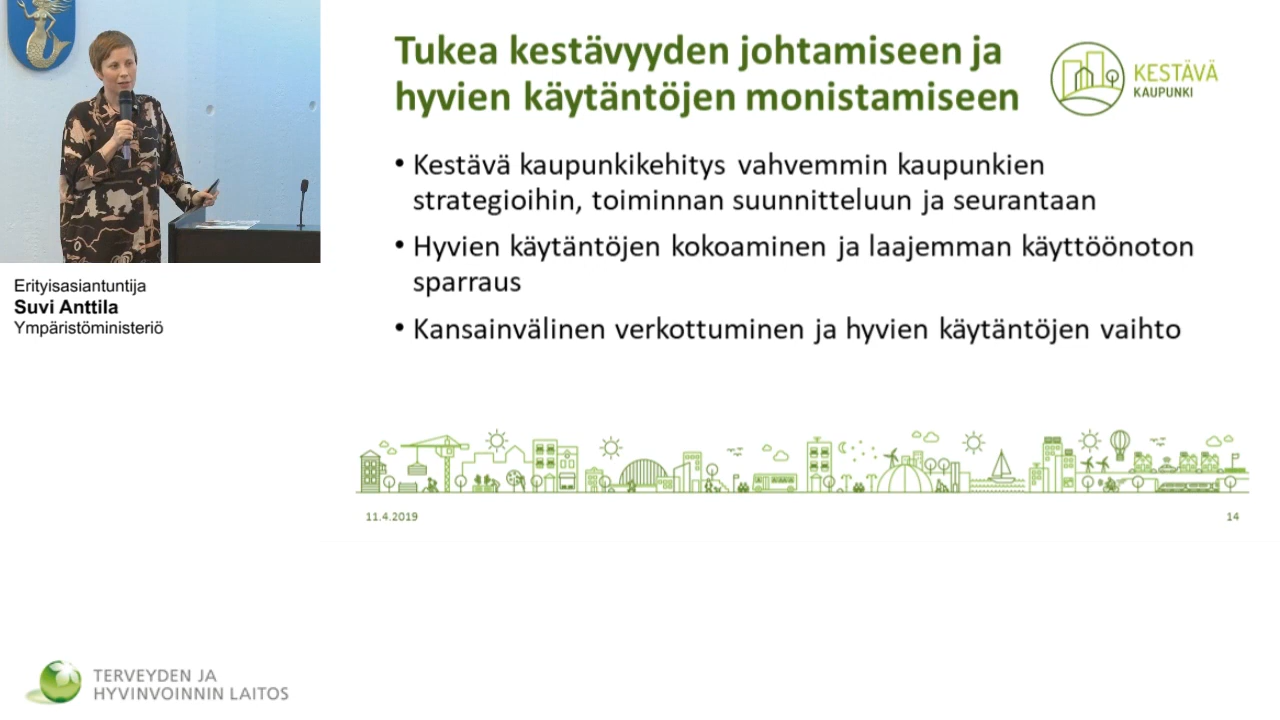 Tukea kestävyyden johtamiseen ja
hyvien käytäntöjen monistamiseen
KESTÄVÄ
KAUPUNKI
• Kestävä kaupunkikehitys vahvemmin kaupunkien
strategioihin, toiminnan suunnitteluun ja seurantaan
• Hyvien käytäntöjen kokoaminen ja laajemman käyttöönoton
sparraus
• Kansainvälinen verkottuminen ja hyvien käytäntöjen vaihto
11.4.2019
14
Erityisasiantuntija
Suvi Anttila
Ympäristöministeriö
TERVEYDEN JA
HYVINVOINNIN LAITOS